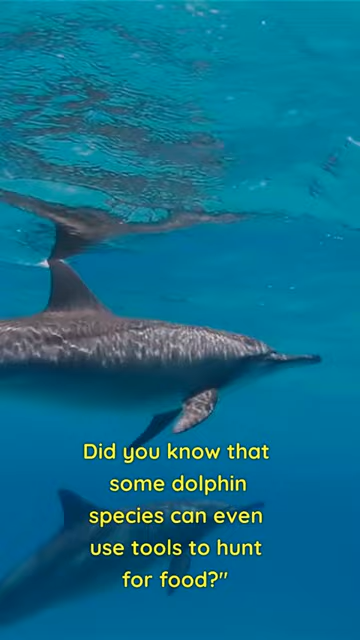 Did you know that
some dolphin
species can even
use tools to hunt
for food?"